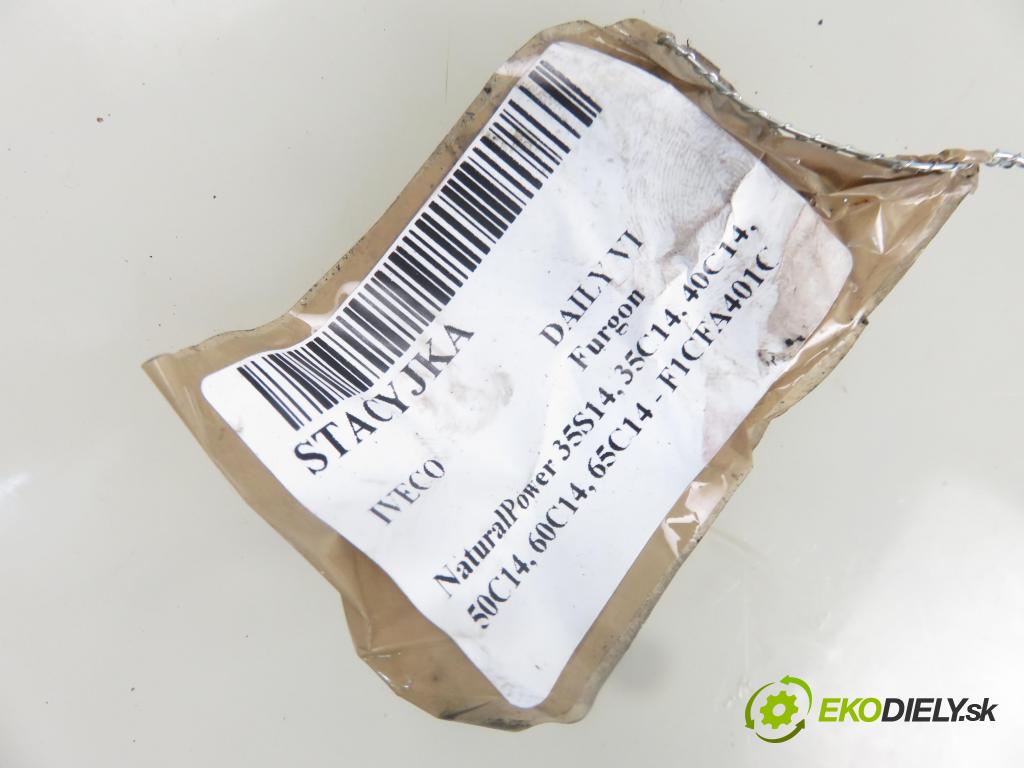 STACYJKA
IVECO DAILY VI
Furgon
NaturalPower 35S14, 35C14, 40C14,
50C14, 60C14, 65C14 - F1CFA401C
EKODIELY.sk